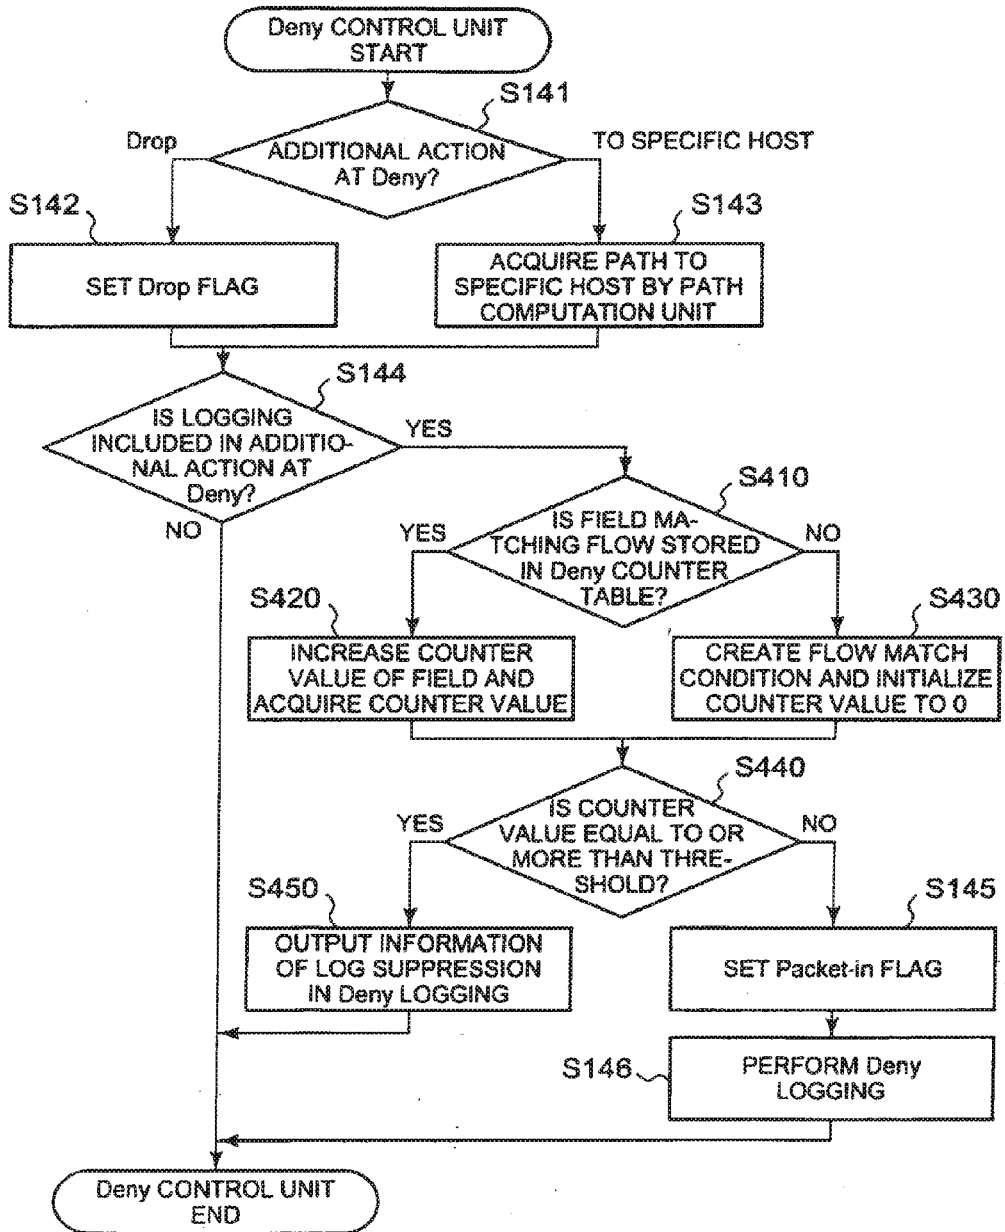 Deny CONTROL UNIT
START
S141
Drop
ADDITIONAL ACTION
AT Deny?
TO SPECIFIC HOST
S142
SET Drop FLAG
S143
ACQUIRE PATH TO
SPECIFIC HOST BY PATH
COMPUTATION UNIT
S144
IS LOGGING
INCLUDED IN ADDITIO-
NAL ACTION AT
Deny?
YES
NO
S410
IS FIELD MA-
TCHING FLOW STORED
IN Deny COUNTER
TABLE?
YES
NO
S420
INCREASE COUNTER
VALUE OF FIELD AND
ACQUIRE COUNTER VALUE
S430
CREATE FLOW MATCH
CONDITION AND INITIALIZE
COUNTER VALUE TO 0
S440
IS COUNTER
VALUE EQUAL TO OR
MORE THAN THRE-
SHOLD?
YES
NO
S450
OUTPUT INFORMATION
OF LOG SUPPRESSION
IN Deny LOGGING
S145
SET Packet-in FLAG
S146
PERFORM Deny
LOGGING
Deny CONTROL UNIT
END